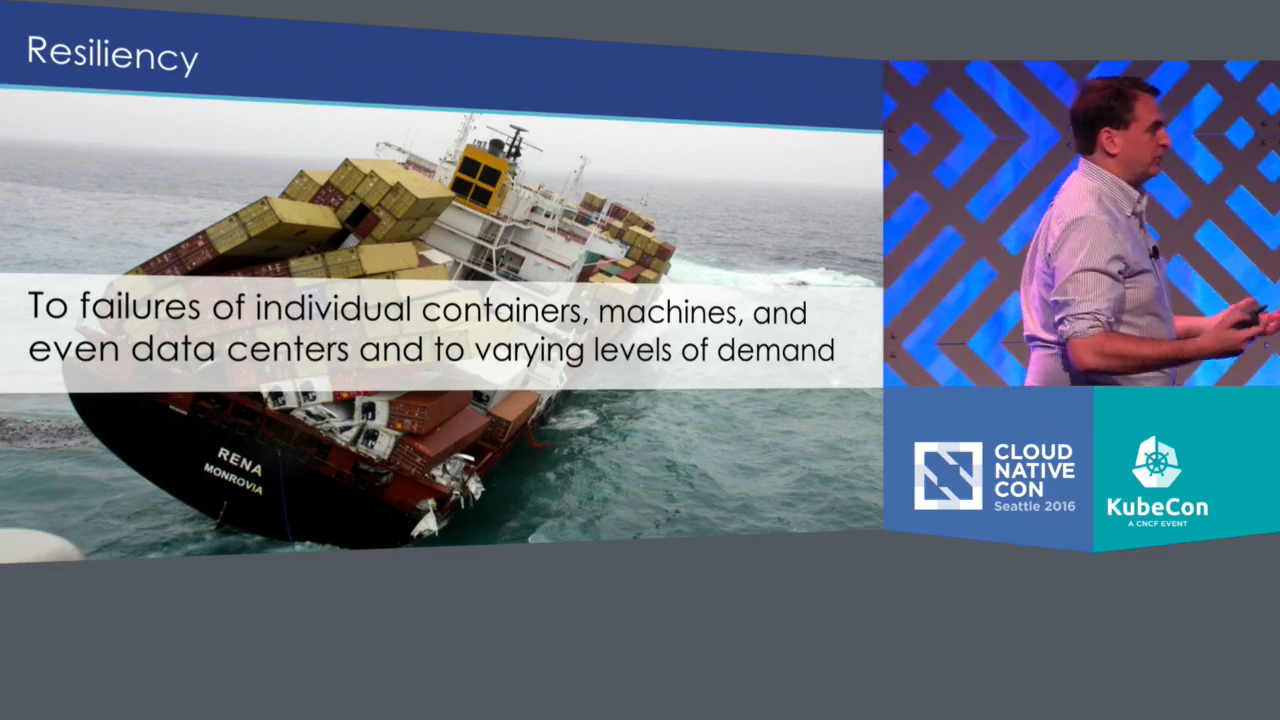 Resiliency
To failures of individual containers, machines, and
even data centers and to varying levels of demand
RENA
MONROVIA
CLOUD
NATIVE
CON
Seattle 2016
KubeCon
A CNCF EVENT